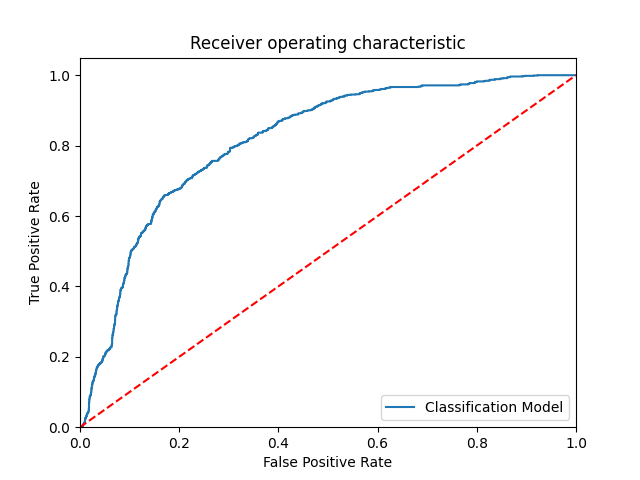 Receiver operating characteristic
True Positive Rate
1.0
0.8
0.6
0.4
0.2
0.0
Classification Model
0.0 0.2 0.4 0.6 0.8 1.0
False Positive Rate